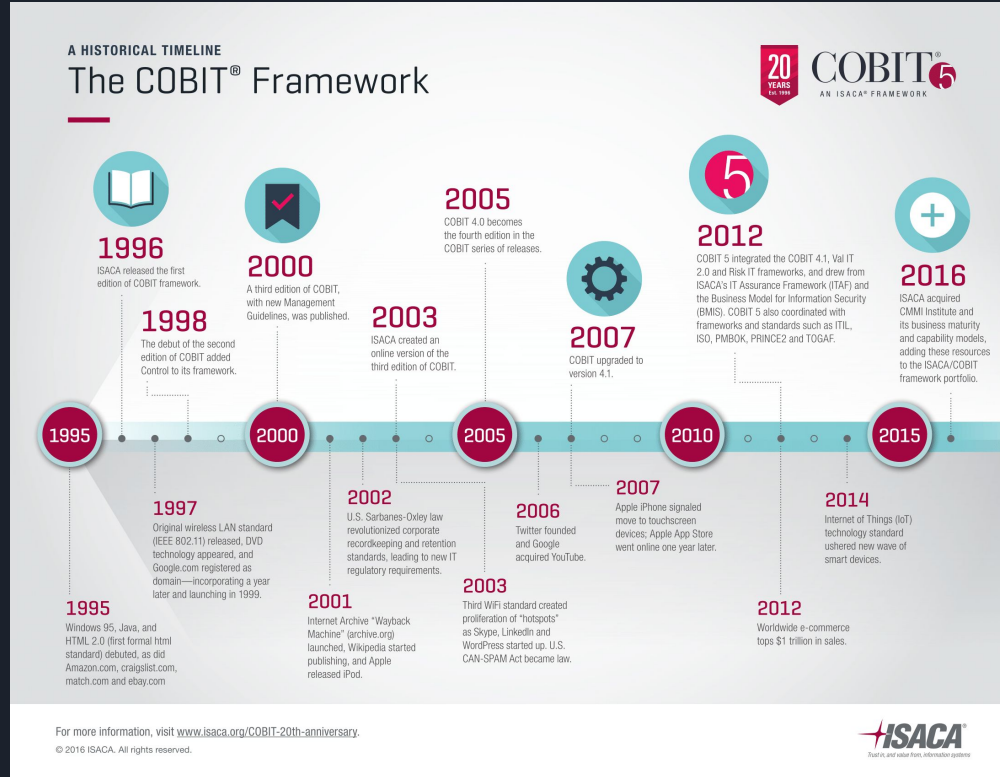 A HISTORICAL TIMELINE
The COBIT® Framework
20
YEARS
Est. 1996
COBIT® 5
AN ISACA® FRAMEWORK
1996
ISACA released the first
edition of COBIT framework.
1998
The debut of the second
edition of COBIT added
Control to its framework.
2000
A third edition of COBIT,
with new Management
Guidelines, was published.
2003
ISACA created an
online version of the
third edition of COBIT.
2005
COBIT 4.0 becomes
the fourth edition in the
COBIT series of releases.
2007
COBIT upgraded to
version 4.1.
5
2012
COBIT 5 integrated the COBIT 4.1, Val IT
2.0 and Risk IT frameworks, and drew from
ISACA's IT Assurance Framework (ITAF) and
the Business Model for Information Security
(BMIS). COBIT 5 also coordinated with
frameworks and standards such as ITIL,
ISO, PMBOK, PRINCE2 and TOGAF.
2016
ISACA acquired
CMMI Institute and
its business maturity
and capability models,
adding these resources
to the ISACA/COBIT
framework portfolio.
1995
2000
2005
2010
2015
1995
Windows 95, Java, and
HTML 2.0 (first formal html
standard) debuted, as did
Amazon.com, craigslist.com,
match.com and ebay.com
1997
Original wireless LAN standard
(IEEE 802.11) released, DVD
technology appeared, and
Google.com registered as
domain—incorporating a year
later and launching in 1999.
2001
Internet Archive "Wayback
Machine" (archive.org)
launched, Wikipedia started
publishing, and Apple
released iPod.
2002
U.S. Sarbanes-Oxley law
revolutionized corporate
recordkeeping and retention
standards, leading to new IT
regulatory requirements.
2003
Third WiFi standard created
proliferation of "hotspots"
as Skype, LinkedIn and
WordPress started up. U.S.
CAN-SPAM Act became law.
2006
Twitter founded
and Google
acquired YouTube.
2007
Apple iPhone signaled
move to touchscreen
devices; Apple App Store
went online one year later.
2012
Worldwide e-commerce
tops $1 trillion in sales.
2014
Internet of Things (IoT)
technology standard
ushered new wave of
smart devices.
For more information, visit www.isaca.org/COBIT-20th-anniversary.
© 2016 ISACA. All rights reserved.
ISACA®
Trust in, and value from, information systems